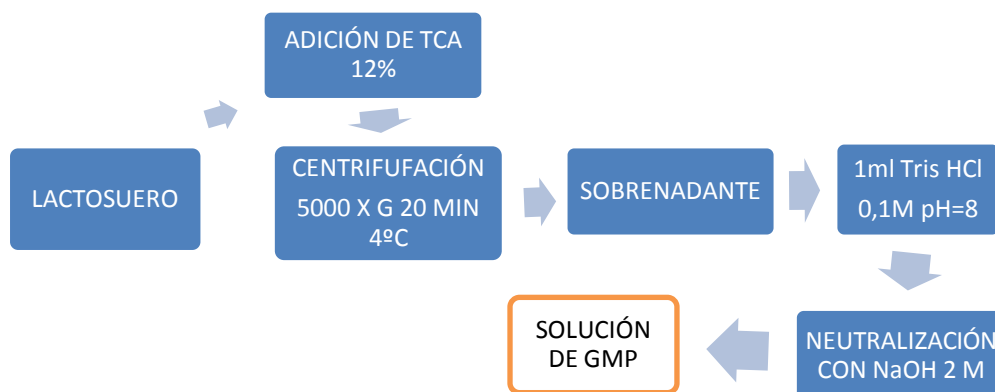 LACTOSUERO
ADICIÓN DE TCA
12%
CENTRIFUFACIÓN
5000 X G 20 MIN
4ºC
SOBRENADANTE
1ml Tris HCl
0,1M pH=8
NEUTRALIZACIÓN
CON NaOH 2 M
SOLUCIÓN
DE GMP